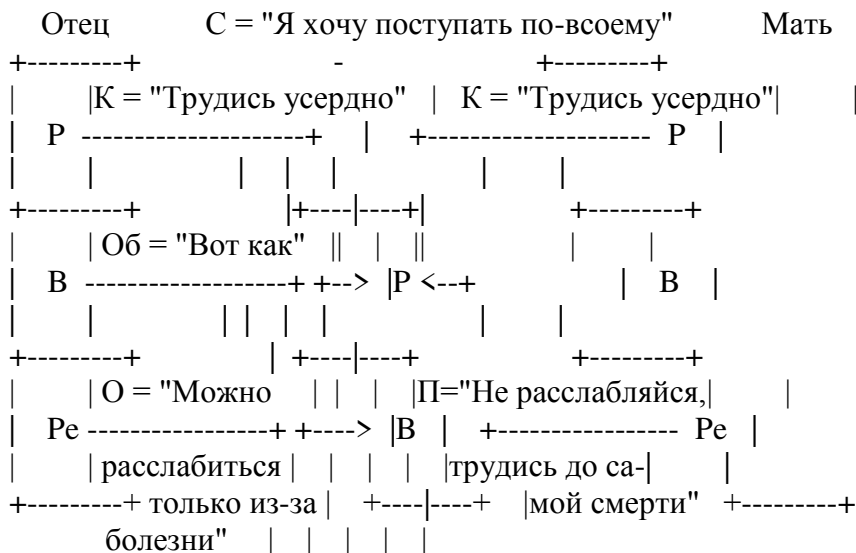 Отец С = "Я хочу поступать по-всоему" Мать
К = "Трудись усердно" К = "Трудись усердно"
Р Р
Об = "Вот как"
В Р В
О = "Можно П="Не расслабляйся,
Ре В Ре
расслабиться трудись до са-
только из-за мой смерти"
болезни"